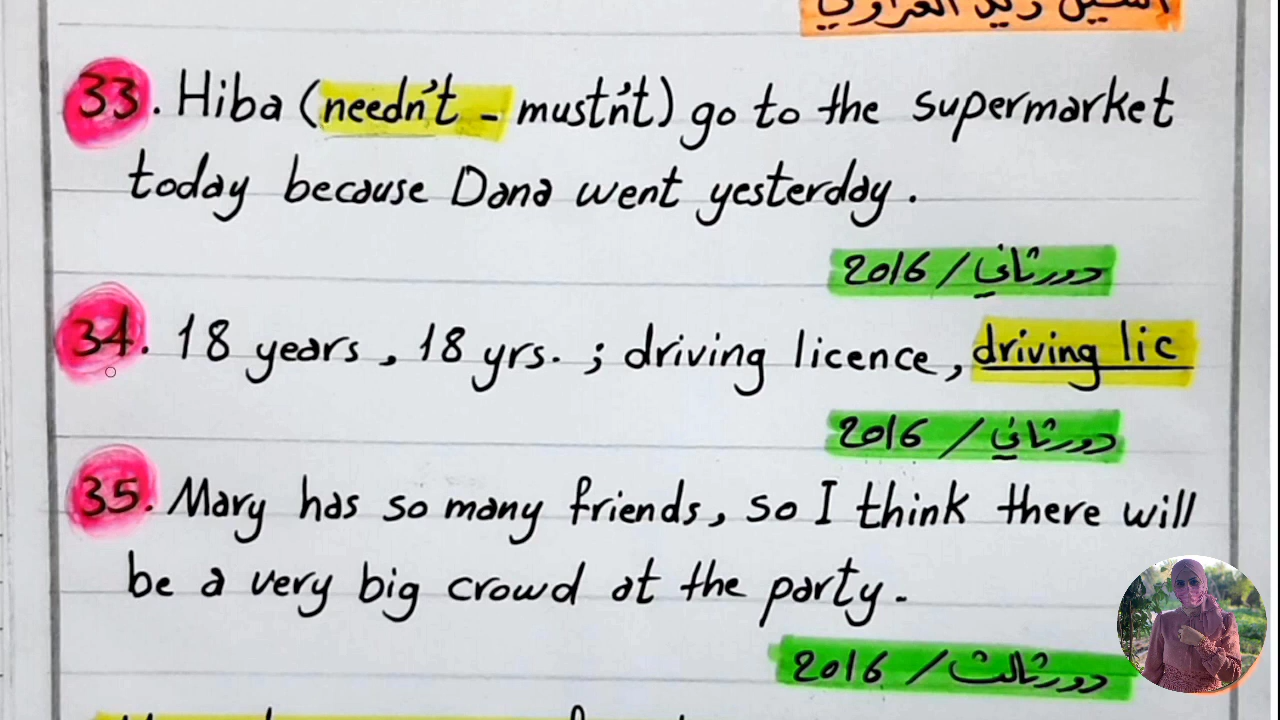 33. Hiba (needn't - mustn't) go to the supermarket
today because Dana went yesterday.
دور ثاني / 2016
34. 18 years, 18 yrs. ; driving licence, driving lic
دور ثاني / 2016
35. Mary has so many friends, so I think there will
be a very big crowd at the party.
دور ثالث / 2016